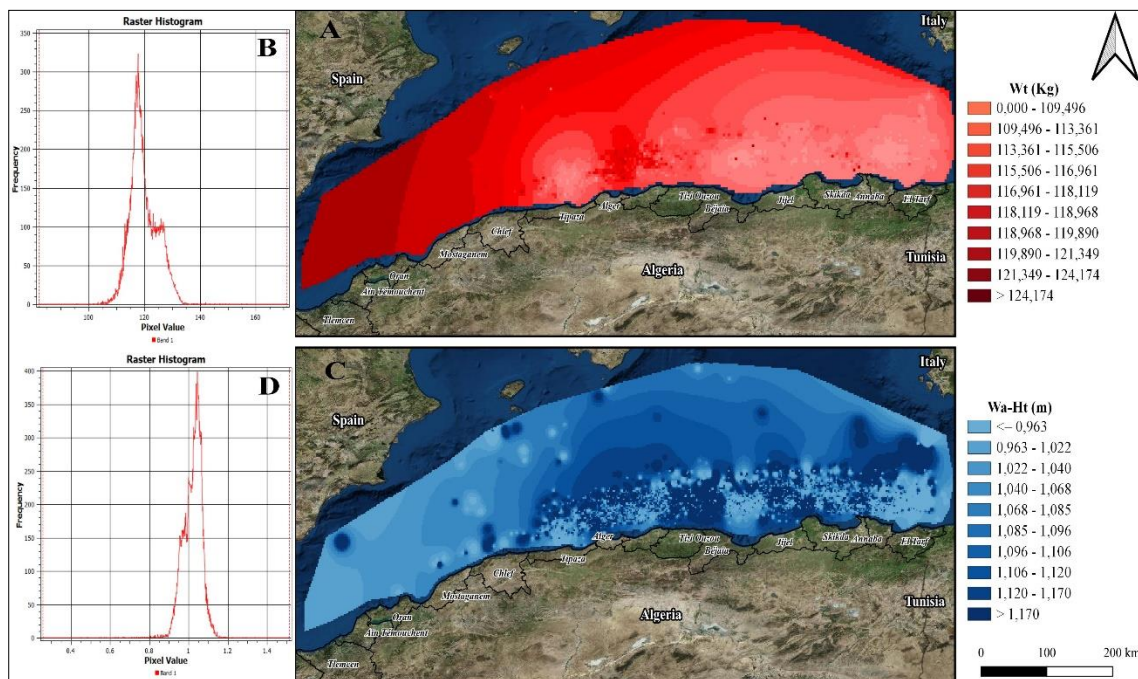 Raster Histogram
B
350
300
250
200
150
100
50
0
Frequency
100
120
140
160
Pixel Value
Band 1
A
Italy
Spain
Tlemcen
Ain Témouchent
Oran
Mostaganem
Chlef
Tipaza
Alger
Tizi Ouzou
Béjaïa
Jijel
Skikda
Annaba
El Tarf
Algeria
Tunisia
Wt (Kg)
0,000 - 109,496
109,496 - 113,361
113,361 - 115,506
115,506 - 116,961
116,961 - 118,119
118,119 - 118,968
118,968 - 119,890
119,890 - 121,349
121,349 - 124,174
> 124,174
Raster Histogram
D
400
350
300
250
200
150
100
50
0
Frequency
0.4
0.6
0.8
1.0
1.2
1.4
Pixel Value
Band 1
C
Italy
Spain
Tlemcen
Ain Témouchent
Oran
Mostaganem
Chlef
Tipaza
Alger
Tizi Ouzou
Béjaïa
Jijel
Skikda
Annaba
El Tarf
Algeria
Tunisia
Wa-Ht (m)
<= 0,963
0,963 - 1,022
1,022 - 1,040
1,040 - 1,068
1,068 - 1,085
1,085 - 1,096
1,096 - 1,106
1,106 - 1,120
1,120 - 1,170
> 1,170
0 100 200 km